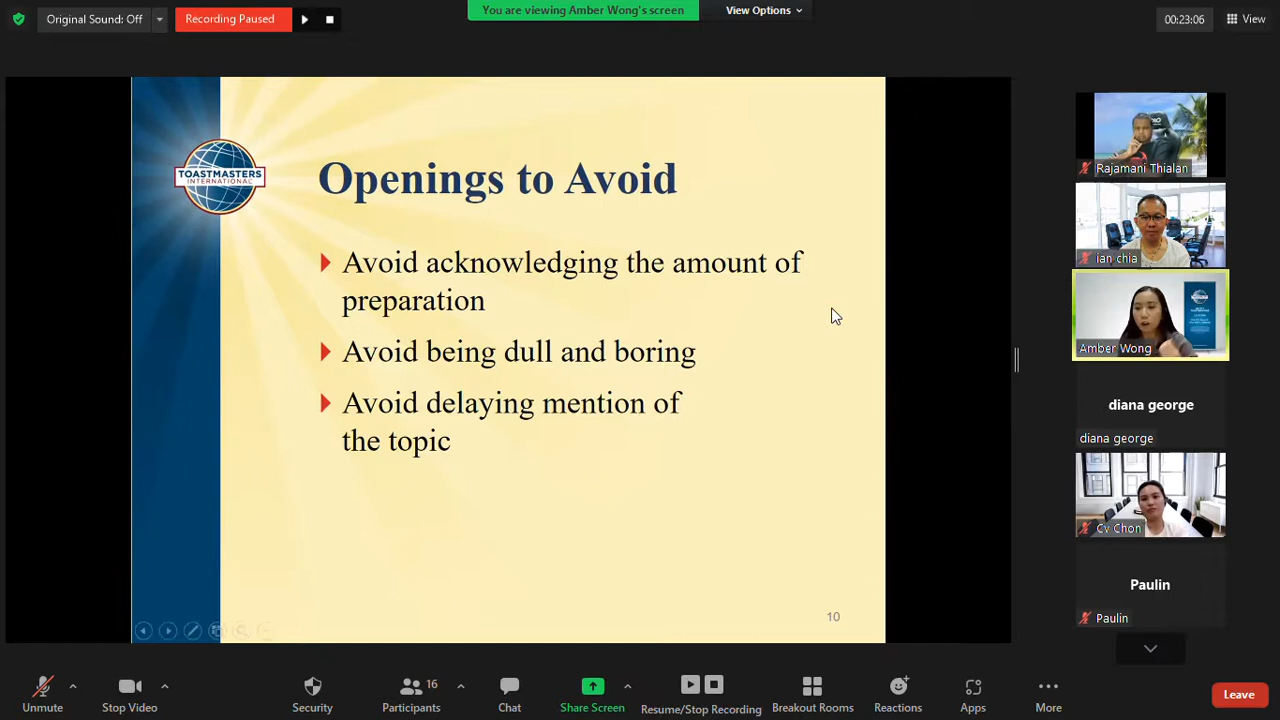 Original Sound: Off
Recording Paused
You are viewing Amber Wong's screen
View Options
00:23:06
View
TOASTMASTERS
INTERNATIONAL
Openings to Avoid
Avoid acknowledging the amount of
preparation
Avoid being dull and boring
Avoid delaying mention of
the topic
10
Rajamani Thialan
ian chia
Amber Wong
diana george
diana george
Cv Chon
Paulin
Paulin
Unmute
Stop Video
Security
16
Participants
Chat
Share Screen
Resume/Stop Recording
Breakout Rooms
Reactions
Apps
More
Leave